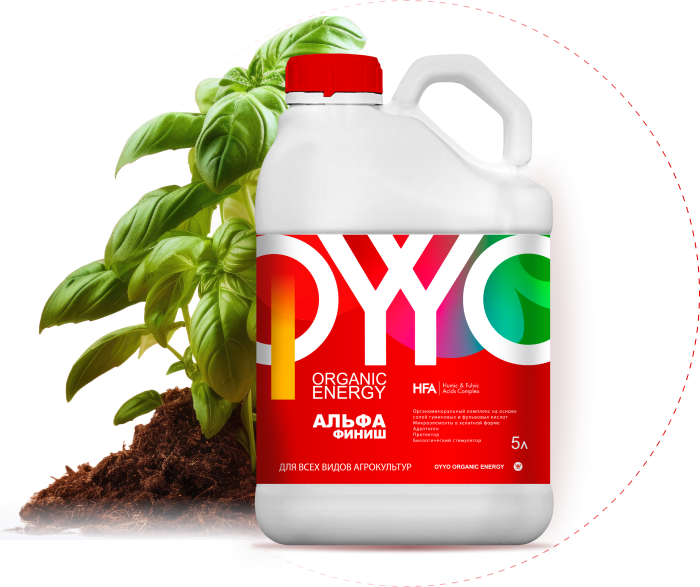 OYYO
ORGANIC
ENERGY
HFA
Humic & Fulvic
Acids Complex
АЛЬФА
ФИНИШ
Органоминеральный комплекс на основе
солей гуминовых и фульвовых кислот
Микроэлементы в хелатной форме
Адаптоген
Протектор
Биологический стимулятор
5л
ДЛЯ ВСЕХ ВИДОВ АГРОКУЛЬТУР
OYYO ORGANIC ENERGY